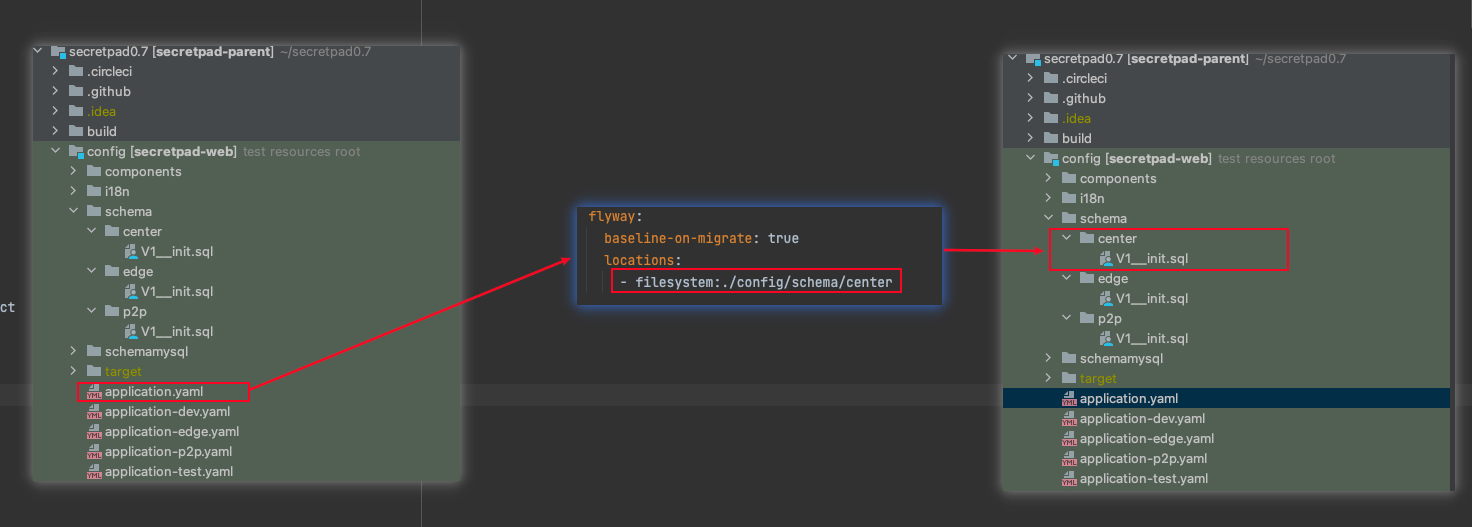 secretpad0.7 [secretpad-parent] ~/secretpad0.7
.circleci
.github
.idea
build
config [secretpad-web] test resources root
components
i18n
schema
center
V1__init.sql
edge
V1__init.sql
p2p
V1__init.sql
schemamysql
target
application.yaml
application-dev.yaml
application-edge.yaml
application-p2p.yaml
application-test.yaml
ct
flyway:
baseline-on-migrate: true
locations:
- filesystem:./config/schema/center
secretpad0.7 [secretpad-parent] ~/secretpad0.7
.circleci
.github
.idea
build
config [secretpad-web] test resources root
components
i18n
schema
center
V1__init.sql
edge
V1__init.sql
p2p
V1__init.sql
schemamysql
target
application.yaml
application-dev.yaml
application-edge.yaml
application-p2p.yaml
application-test.yaml